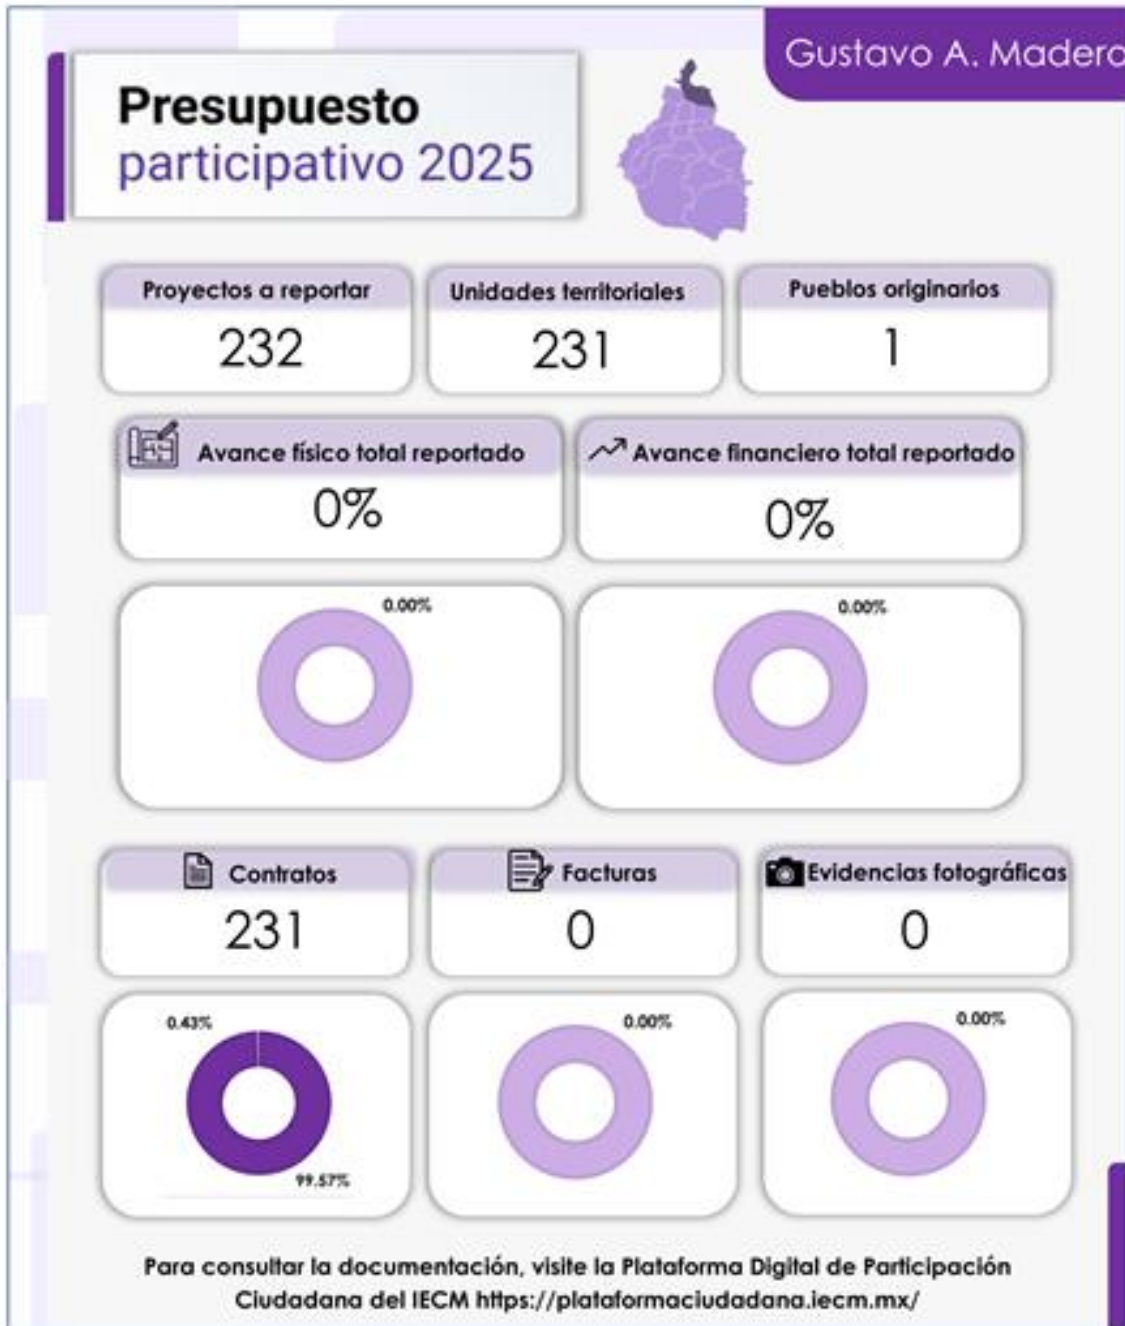 Gustavo A. Madero
Presupuesto
participativo 2025
Proyectos a reportar
232
Unidades territoriales
231
Pueblos originarios
1
Avance físico total reportado
0%
Avance financiero total reportado
0%
0.00%
0.00%
Contratos
231
Facturas
0
Evidencias fotográficas
0
0.43%
99.57%
0.00%
0.00%
Para consultar la documentación, visite la Plataforma Digital de Participación
Ciudadana del IECM https://plataformaciudadana.iecm.mx/